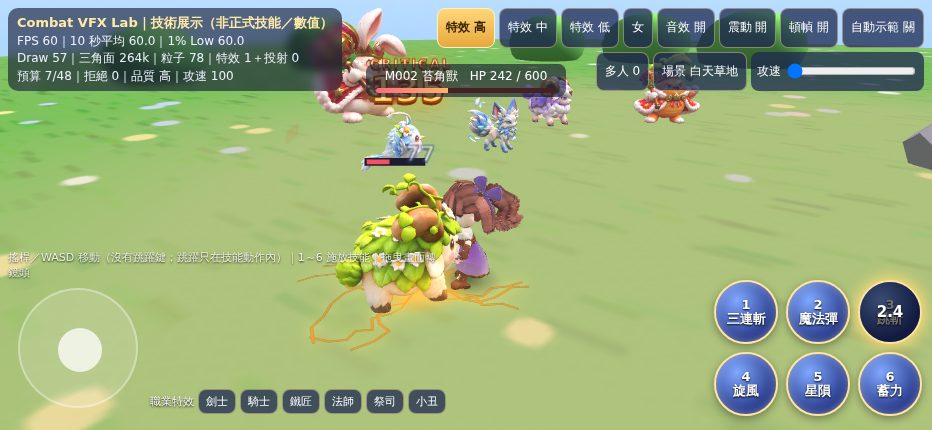 Combat VFX Lab｜技術展示（非正式技能／數值）
FPS 60｜10 秒平均 60.0｜1% Low 60.0
Draw 57｜三角面 264k｜粒子 78｜特效 1＋投射 0
預算 7/48｜拒絕 0｜品質 高｜攻速 100
特效 高
特效 中
特效 低
女
音效 開
震動 開
頓幀 開
自動示範 關
多人 0
場景 白天草地
攻速
CRITICAL
M002 苔角獸 HP 242 / 600
77
搖桿／WASD 移動（沒有跳躍鍵；跳躍只在技能動作內）｜1～6 施放技能
鏡頭
1
三連斬
2
魔法彈
3
跳斬
2.4
4
旋風
5
星隕
6
蓄力
職業特效
劍士
騎士
鐵匠
法師
祭司
小丑